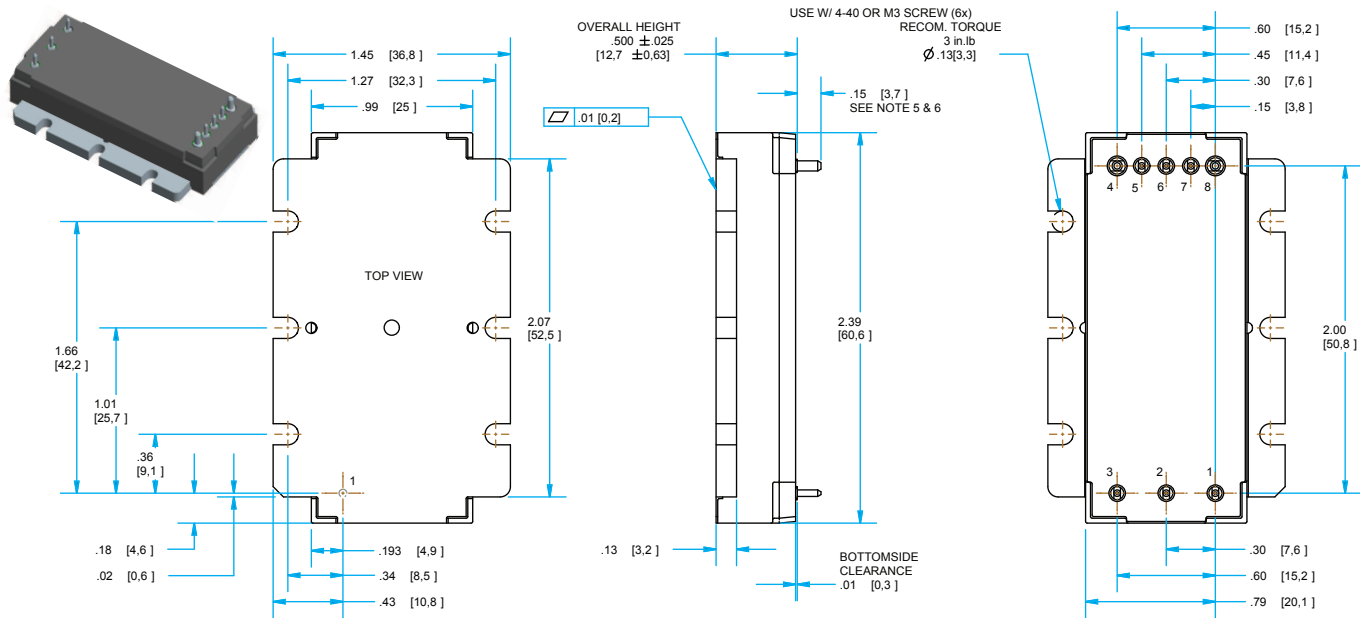 USE W/ 4-40 OR M3 SCREW (6x)
RECOM. TORQUE
3 in.lb
Ø .13[3,3]
OVERALL HEIGHT
.500 ±.025
[12,7 ±0,63]
1.45 [36,8 ]
1.27 [32,3 ]
.99 [25 ]
.01 [0,2]
.15 [3,7 ]
SEE NOTE 5 & 6
.60 [15,2 ]
.45 [11,4 ]
.30 [7,6 ]
.15 [3,8 ]
4 5 6 7 8
TOP VIEW
2.07
[52,5 ]
2.39
[60,6 ]
2.00
[50,8 ]
1.66
[42,2 ]
1.01
[25,7 ]
.36
[9,1 ]
1
3 2 1
.18 [4,6 ]
.02 [0,6 ]
.193 [4,9 ]
.34 [8,5 ]
.43 [10,8 ]
.13 [3,2 ]
BOTTOMSIDE
CLEARANCE
.01 [0,3 ]
.30 [7,6 ]
.60 [15,2 ]
.79 [20,1 ]